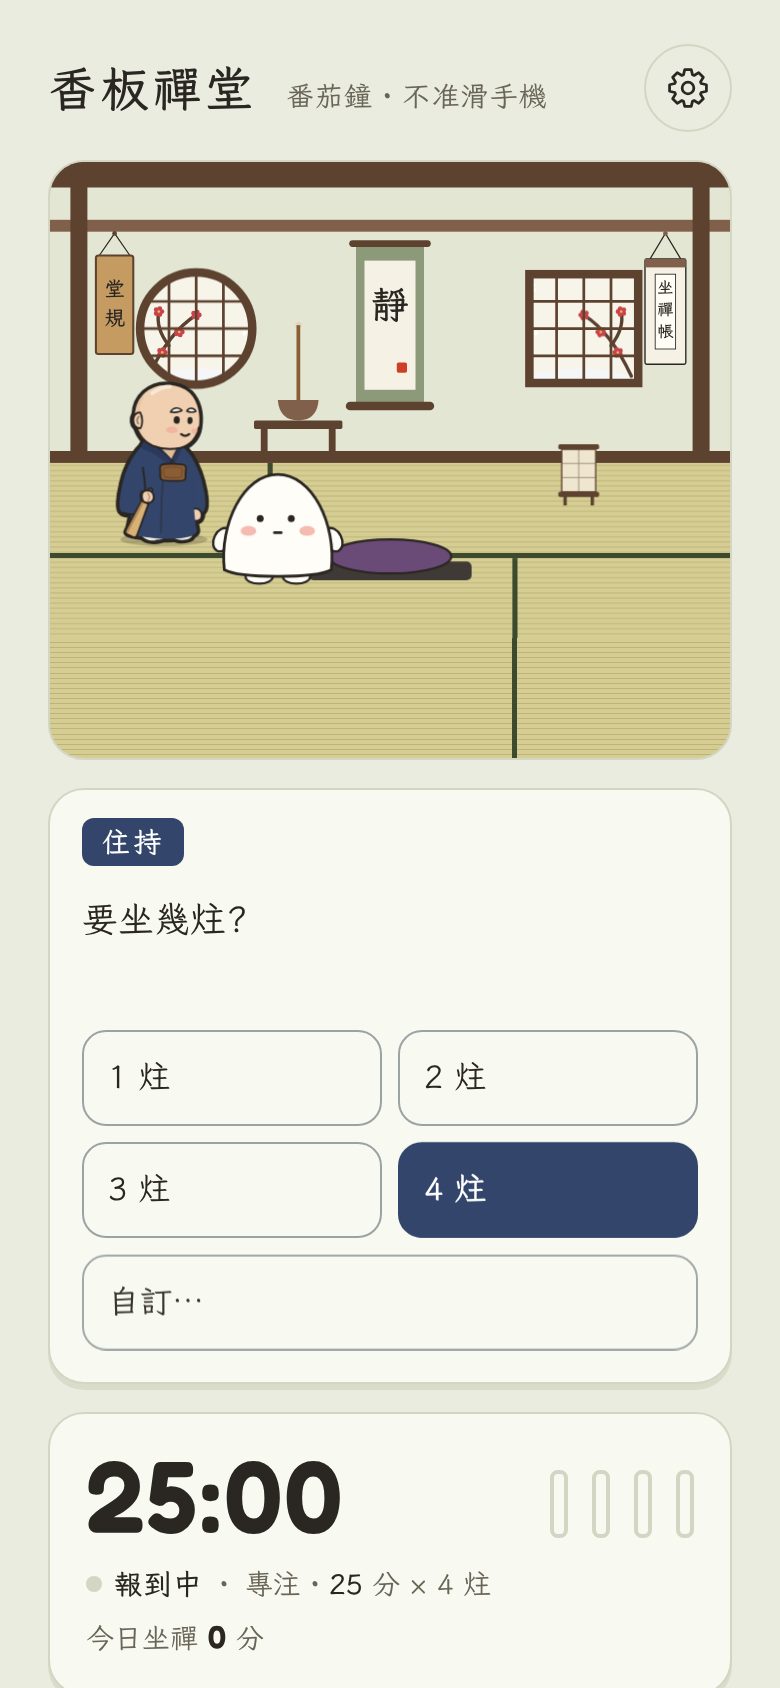 香板禪堂
番茄鐘・不准滑手機
堂規
靜
坐禪帳
住持
要坐幾炷?
1 炷
2 炷
3 炷
4 炷
自訂…
25:00
報到中 ・ 專注・25 分 × 4 炷
今日坐禪 0 分